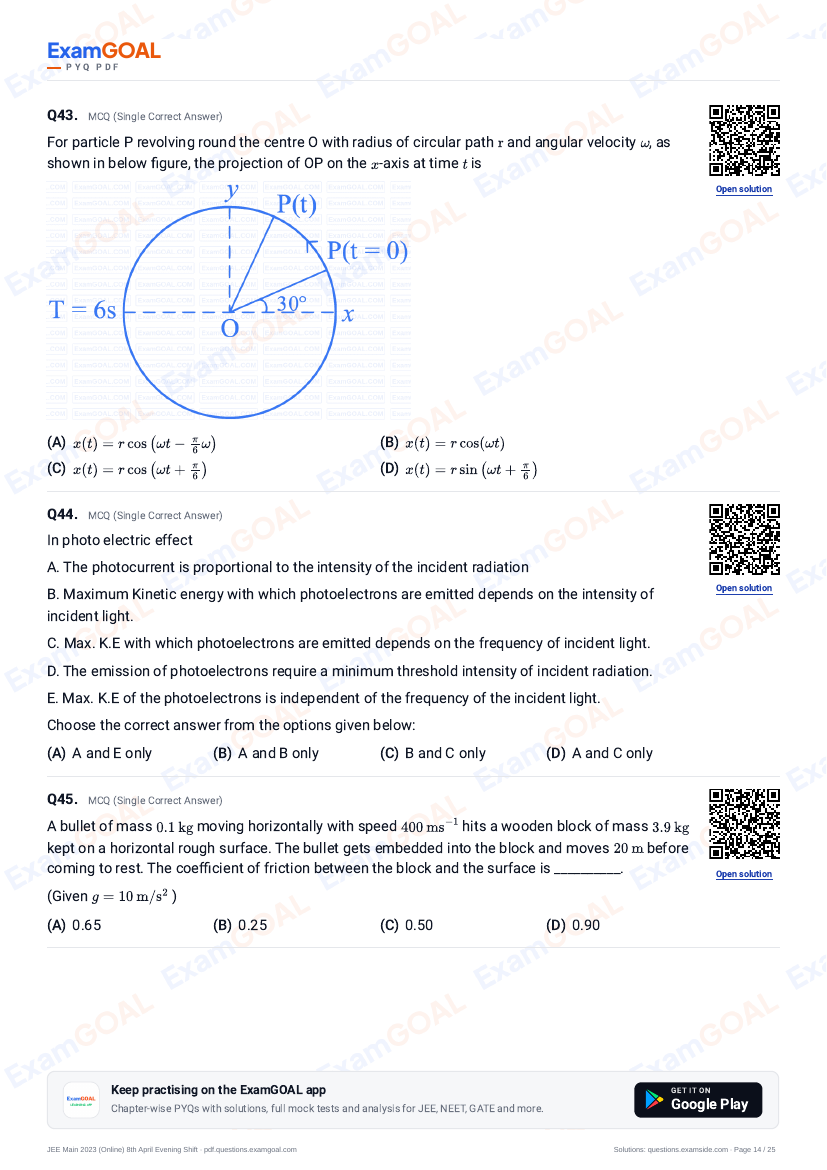 ExamGOAL
PYQ PDF
Q43. MCQ (Single Correct Answer)
For particle P revolving round the centre O with radius of circular path r and angular velocity ω, as
shown in below figure, the projection of OP on the x-axis at time t is
Open solution
y
P(t)
P(t = 0)
T = 6s
30°
x
O
(A) x(t) = r cos (ωt − π/6 ω)
(B) x(t) = r cos(ωt)
(C) x(t) = r cos (ωt + π/6)
(D) x(t) = r sin (ωt + π/6)
Q44. MCQ (Single Correct Answer)
In photo electric effect
Open solution
A. The photocurrent is proportional to the intensity of the incident radiation
B. Maximum Kinetic energy with which photoelectrons are emitted depends on the intensity of
incident light.
C. Max. K.E with which photoelectrons are emitted depends on the frequency of incident light.
D. The emission of photoelectrons require a minimum threshold intensity of incident radiation.
E. Max. K.E of the photoelectrons is independent of the frequency of the incident light.
Choose the correct answer from the options given below:
(A) A and E only (B) A and B only (C) B and C only (D) A and C only
Q45. MCQ (Single Correct Answer)
A bullet of mass 0.1 kg moving horizontally with speed 400 ms⁻¹ hits a wooden block of mass 3.9 kg
kept on a horizontal rough surface. The bullet gets embedded into the block and moves 20 m before
coming to rest. The coefficient of friction between the block and the surface is __________.
Open solution
(Given g = 10 m/s² )
(A) 0.65 (B) 0.25 (C) 0.50 (D) 0.90
ExamGOAL
Keep practising on the ExamGOAL app
Chapter-wise PYQs with solutions, full mock tests and analysis for JEE, NEET, GATE and more.
GET IT ON
Google Play
JEE Main 2023 (Online) 8th April Evening Shift · pdf.questions.examgoal.com
Solutions: questions.examside.com · Page 14 / 25